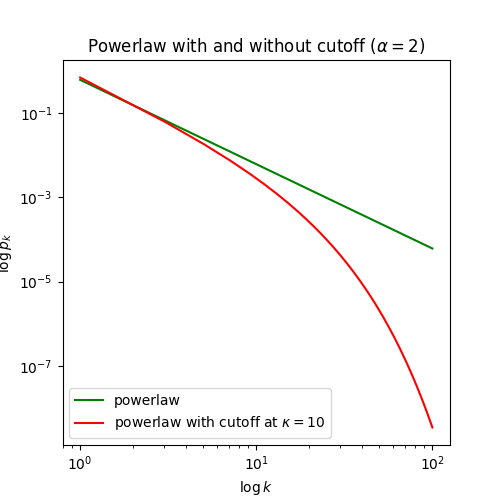 Powerlaw with and without cutoff (α = 2)
log p_k
10⁻¹
10⁻³
10⁻⁵
10⁻⁷
powerlaw
powerlaw with cutoff at κ = 10
10⁰ 10¹ 10²
log k